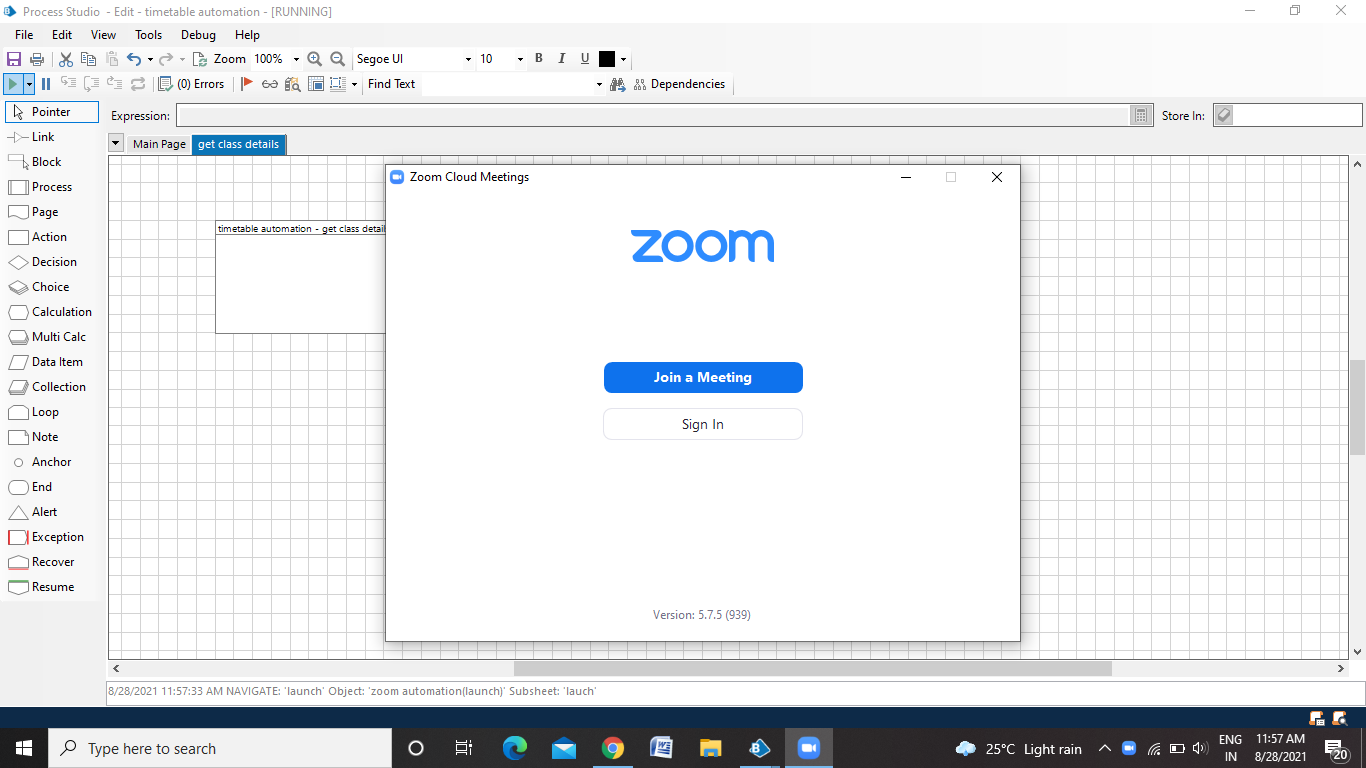 Process Studio - Edit - timetable automation - [RUNNING]
File Edit View Tools Debug Help
Zoom 100% Segoe UI 10 B I U
(0) Errors Find Text Dependencies
Pointer
Link
Block
Process
Page
Action
Decision
Choice
Calculation
Multi Calc
Data Item
Collection
Loop
Note
Anchor
End
Alert
Exception
Recover
Resume
Expression: Store In:
Main Page get class details
timetable automation - get class detail
Zoom Cloud Meetings
zoom
Join a Meeting
Sign In
Version: 5.7.5 (939)
8/28/2021 11:57:33 AM NAVIGATE: 'launch' Object: 'zoom automation(launch)' Subsheet: 'lauch'
Type here to search
25°C Light rain
ENG
IN
11:57 AM
8/28/2021
20